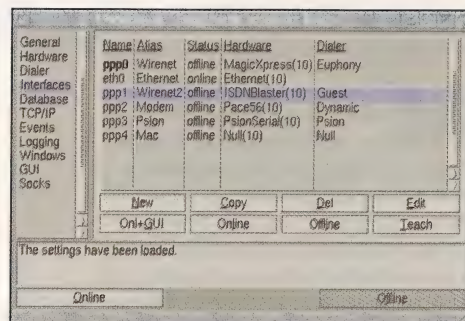 General
Hardware
Dialer
Interfaces
Database
TCP/IP
Events
Logging
Windows
GUI
Socks
Name Alias Status Hardware Dialer
ppp0 Wirenet offline MagicXpress(10) Euphony
eth0 Ethernet online Ethernet(10)
ppp1 Wirenet2 offline ISDNBlaster(10) Guest
ppp2 Modem offline Pace56(10) Dynamic
ppp3 Psion offline PsionSerial(10) Psion
ppp4 Mac offline Null(10) Null
New Copy Del Edit
Onl+GUI Online Offline Teach
The settings have been loaded.
Online Offline